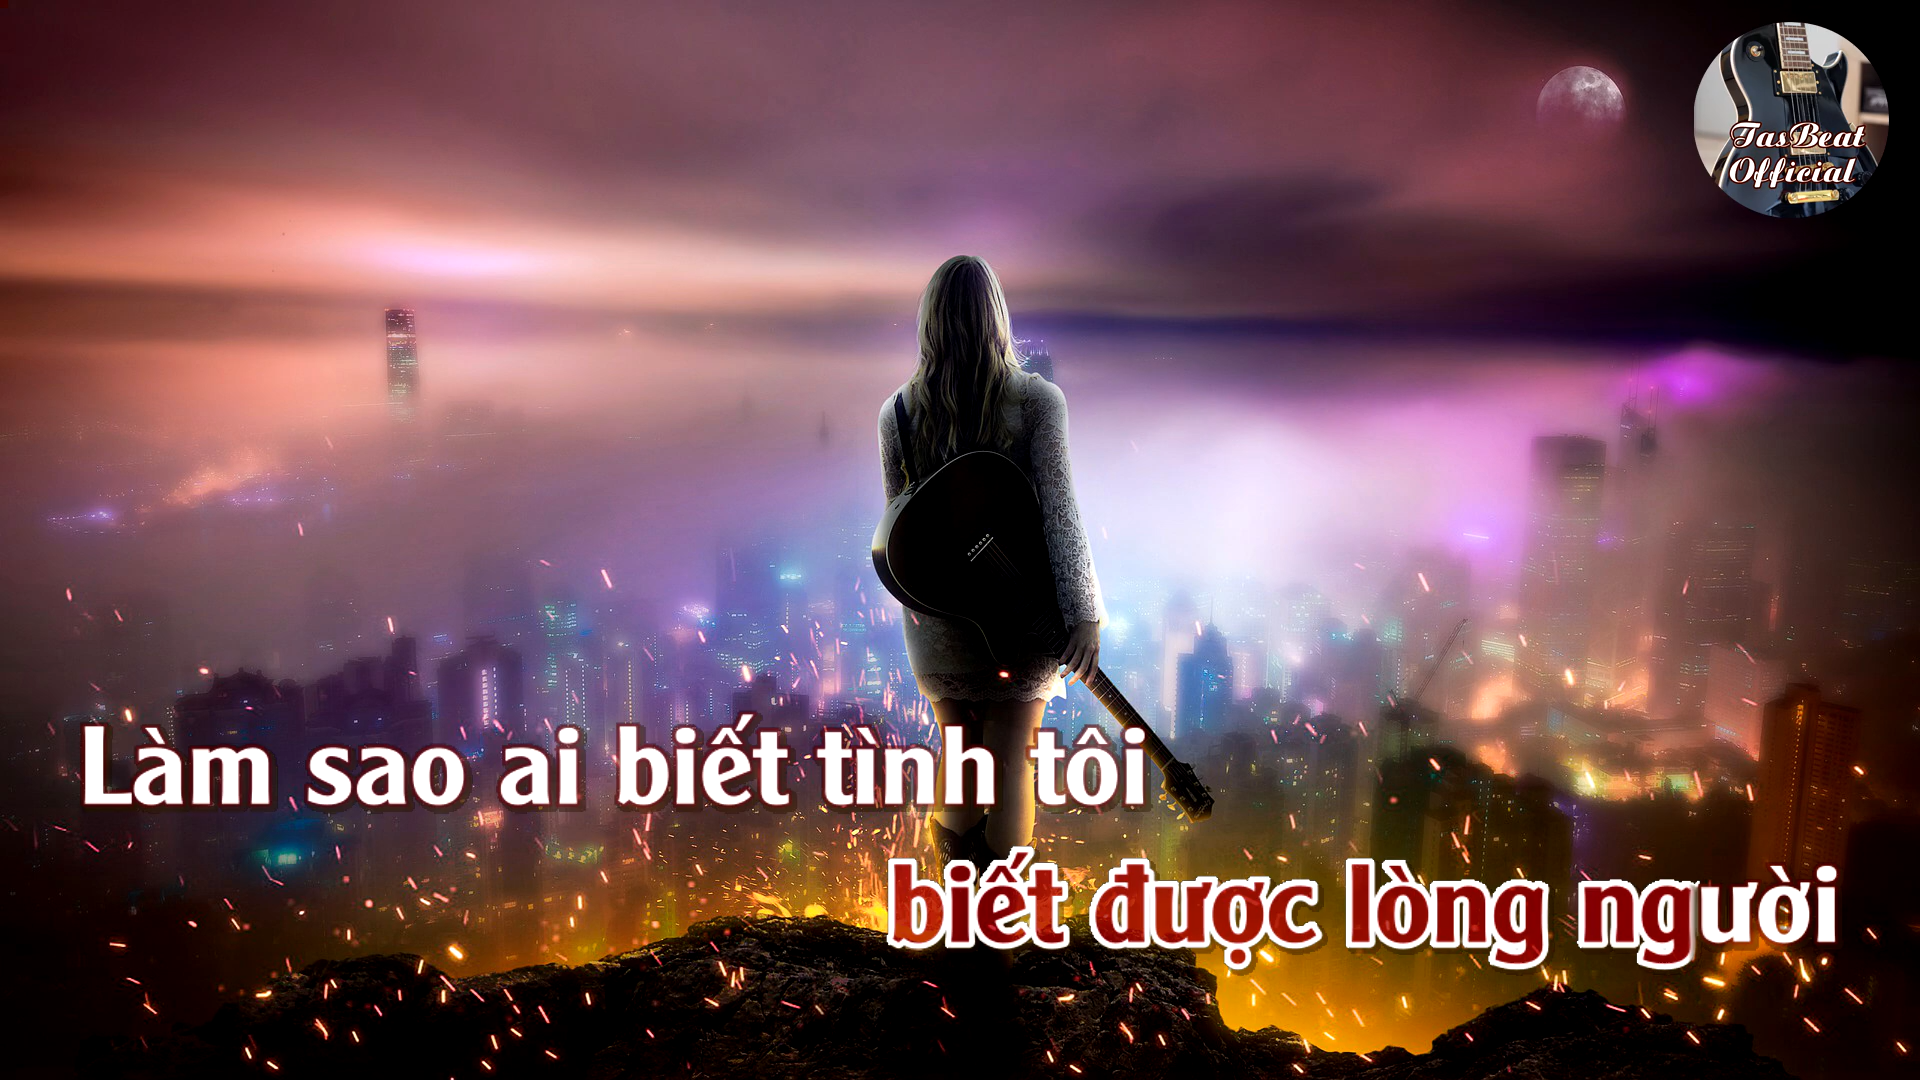 TasBeat
Official
Làm sao ai biết tình tôi
biết được lòng người